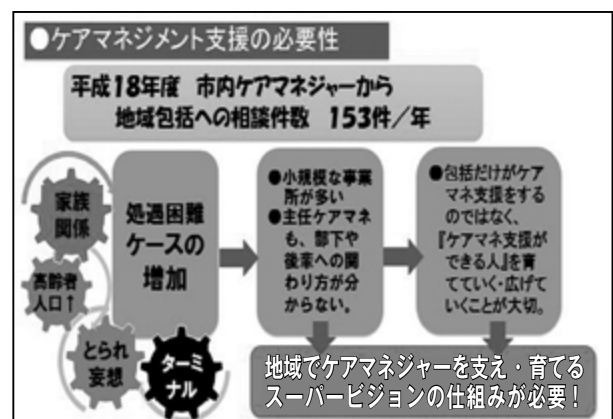 ●ケアマネジメント支援の必要性
平成18年度 市内ケアマネジャーから
地域包括への相談件数 153件/年
家族
関係
高齢者
人口↑
とられ
妄想
ターミ
ナル
処遇困難
ケースの
増加
●小規模な事業
所が多い
●主任ケアマネ
も、部下や
後輩への関
わり方が分
からない。
●包括だけがケア
マネ支援をする
のではなく、
『ケアマネ支援が
できる人』を育
てていく・広げて
いくことが大切。
地域でケアマネジャーを支え・育てる
スーパービジョンの仕組みが必要!